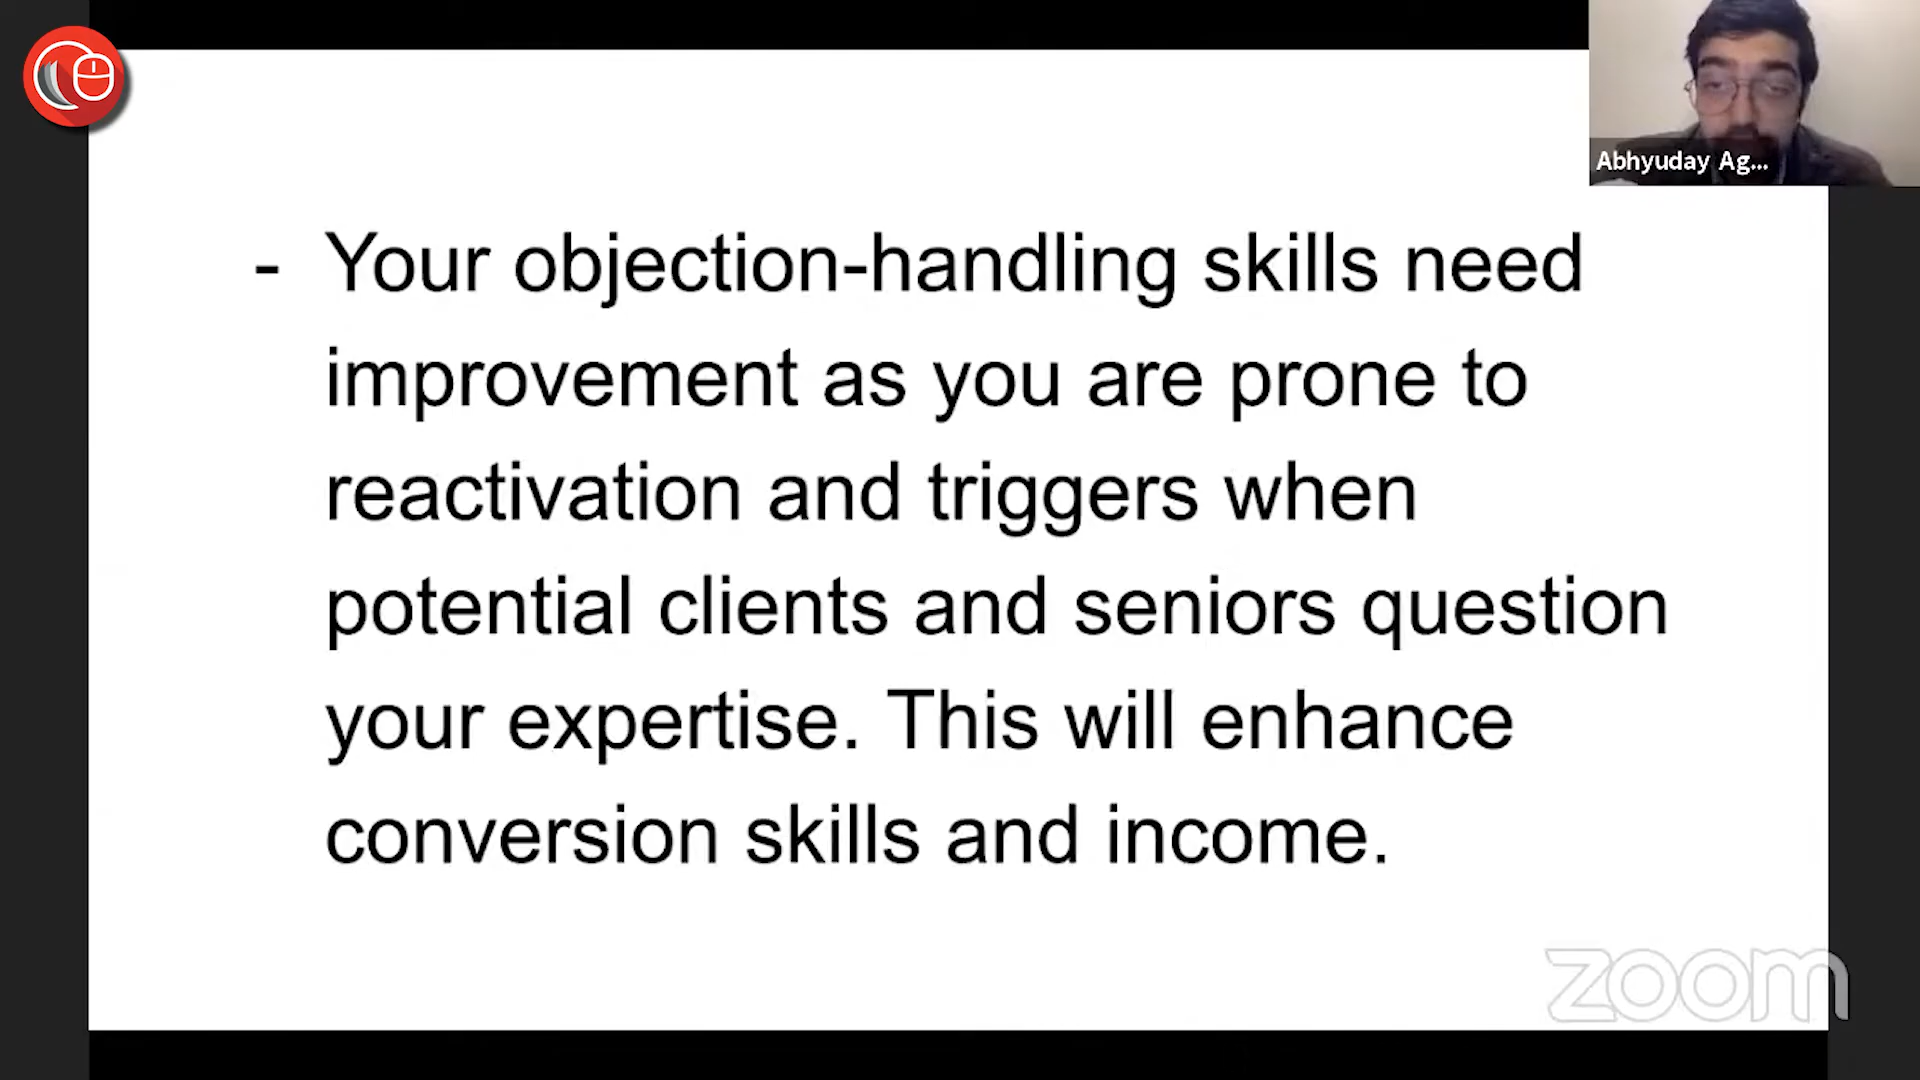 Abhyuday Ag...
- Your objection-handling skills need
improvement as you are prone to
reactivation and triggers when
potential clients and seniors question
your expertise. This will enhance
conversion skills and income.
zoom